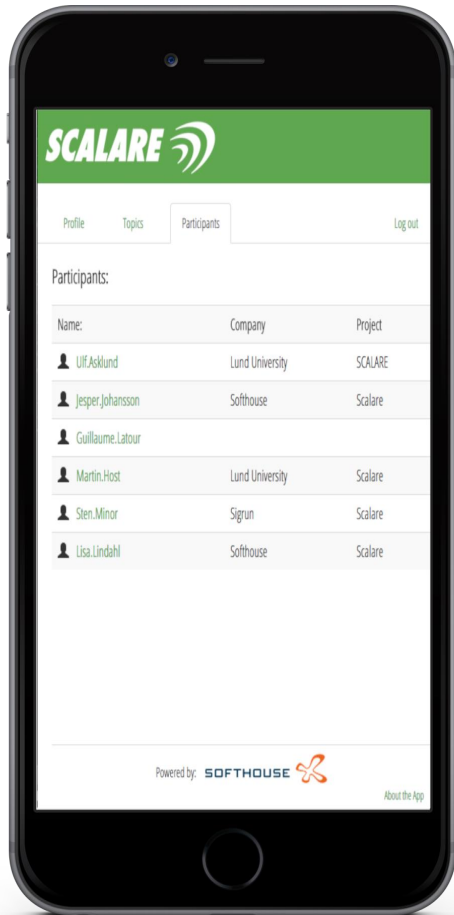 SCALARE
Profile Topics Participants Log out
Participants:
Name: Company Project
Ulf.Asklund Lund University SCALARE
Jesper.Johansson Softhouse Scalare
Guillaume.Latour
Martin.Host Lund University Scalare
Sten.Minor Sigrun Scalare
Lisa.Lindahl Softhouse Scalare
Powered by: SOFTHOUSE
About the App